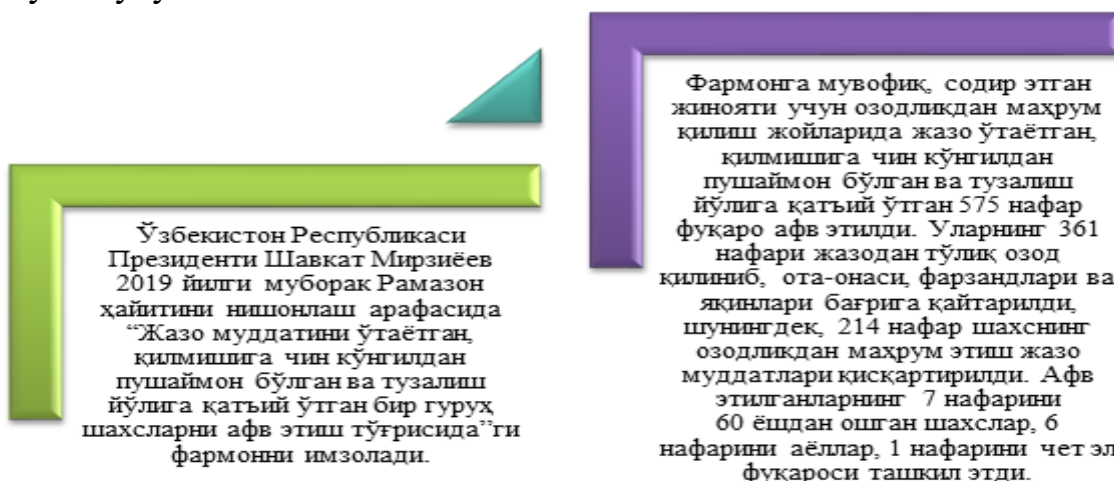 Ўзбекистон Республикаси
Президенти Шавкат Мирзиёев
2019 йилги муборак Рамазон
ҳайитини нишонлаш арафасида
“Жазо муддатини ўтаётган,
қилмишига чин кўнгилдан
пушаймон бўлган ва тузалиш
йўлига қатъий ўтган бир гуруҳ
шахсларни афв этиш тўғрисида”ги
фармонни имзолади.
Фармонга мувофиқ, содир этган
жинояти учун озодликдан маҳрум
қилиш жойларида жазо ўтаётган,
қилмишига чин кўнгилдан
пушаймон бўлган ва тузалиш
йўлига қатъий ўтган 575 нафар
фуқаро афв этилди. Уларнинг 361
нафари жазодан тўлиқ озод
қилиниб, ота-онаси, фарзандлари ва
яқинлари бағрига қайтарилди,
шунингдек, 214 нафар шахснинг
озодликдан маҳрум этиш жазо
муддатлари қисқартирилди. Афв
этилганларнинг 7 нафарини
60 ёшдан ошган шахслар, 6
нафарини аёллар, 1 нафарини чет эл
фуқароси ташкил этди.